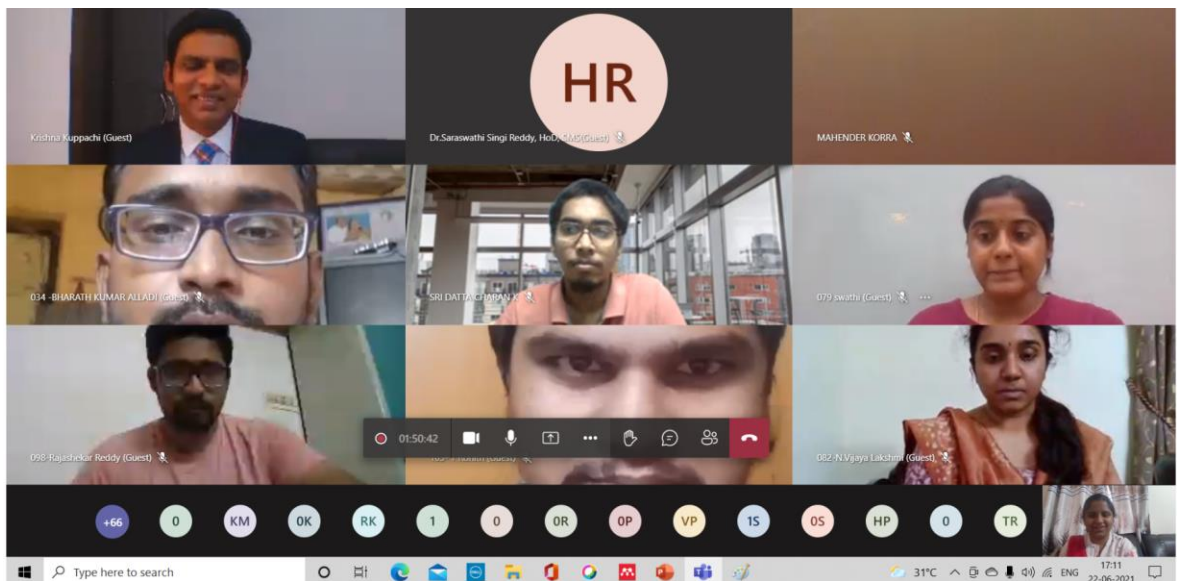 HR
Krishna Kuppachi (Guest)
Dr.Saraswathi Singi Reddy, HoD, SMS(Guest)
MAHENDER KORRA
034 -BHARATH KUMAR ALLADI (Guest)
SRI DATTA CHARAN K
079 swathi (Guest)
098-Rajashekar Reddy (Guest)
01:50:42
082-N.Vijaya Lakshmi (Guest)
+66
0
KM
0K
RK
1
0
0R
0P
VP
1S
0S
HP
0
TR
Type here to search
31°C
ENG
17:11
22-06-2021